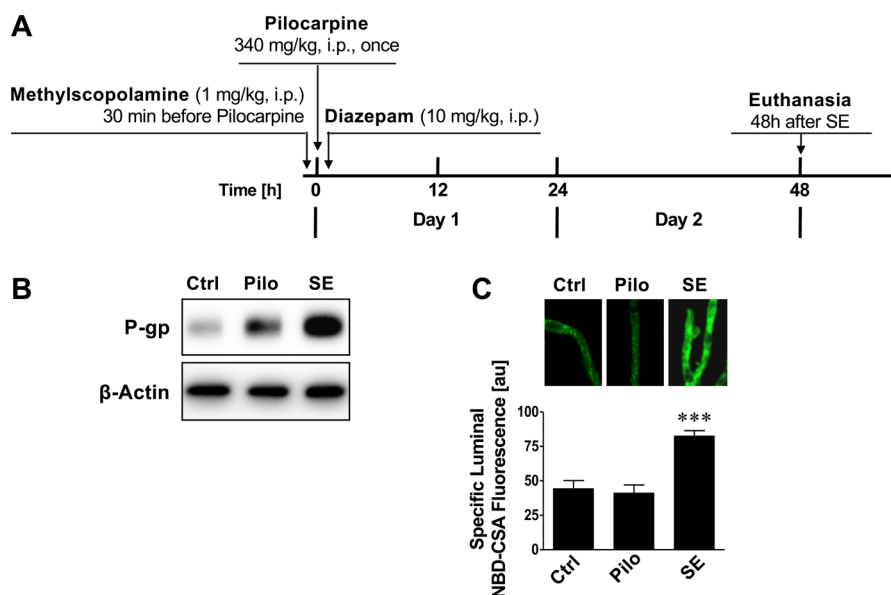 A
Pilocarpine
340 mg/kg, i.p., once
Methylscopolamine (1 mg/kg, i.p.)
30 min before Pilocarpine
Diazepam (10 mg/kg, i.p.)
Euthanasia
48h after SE
Time [h] 0 12 24 48
Day 1 Day 2
B
Ctrl Pilo SE
P-gp
β-Actin
C
Ctrl Pilo SE
Specific Luminal
NBD-CSA Fluorescence [au]
100
75
50
25
0
***
Ctrl Pilo SE